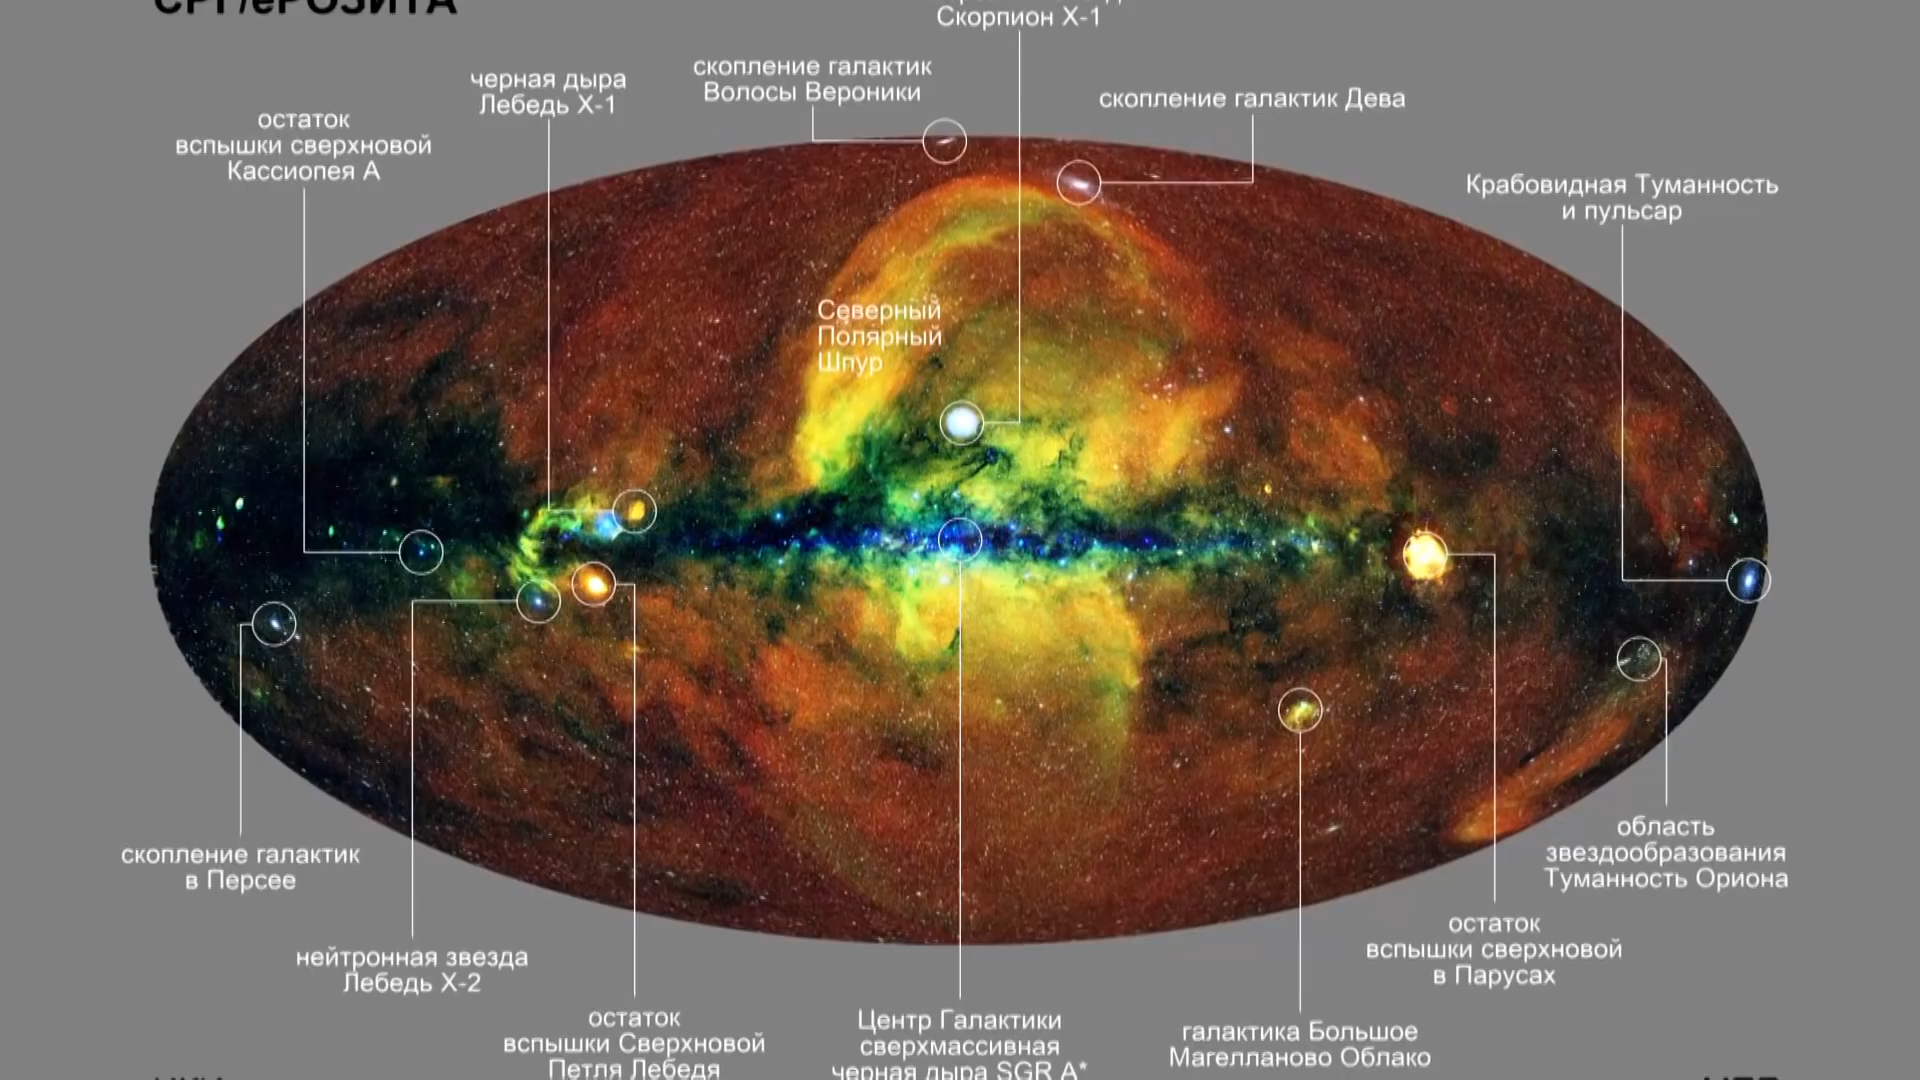 СРГ/еРОЗИТА
Скорпион Х-1
скопление галактик
Волосы Вероники
черная дыра
Лебедь Х-1
скопление галактик Дева
остаток
вспышки сверхновой
Кассиопея А
Крабовидная Туманность
и пульсар
Северный
Полярный
Шпур
скопление галактик
в Персее
область
звездообразования
Туманность Ориона
нейтронная звезда
Лебедь Х-2
остаток
вспышки сверхновой
в Парусах
остаток
вспышки Сверхновой
Петля Лебедя
Центр Галактики
сверхмассивная
черная дыра SGR A*
галактика Большое
Магелланово Облако